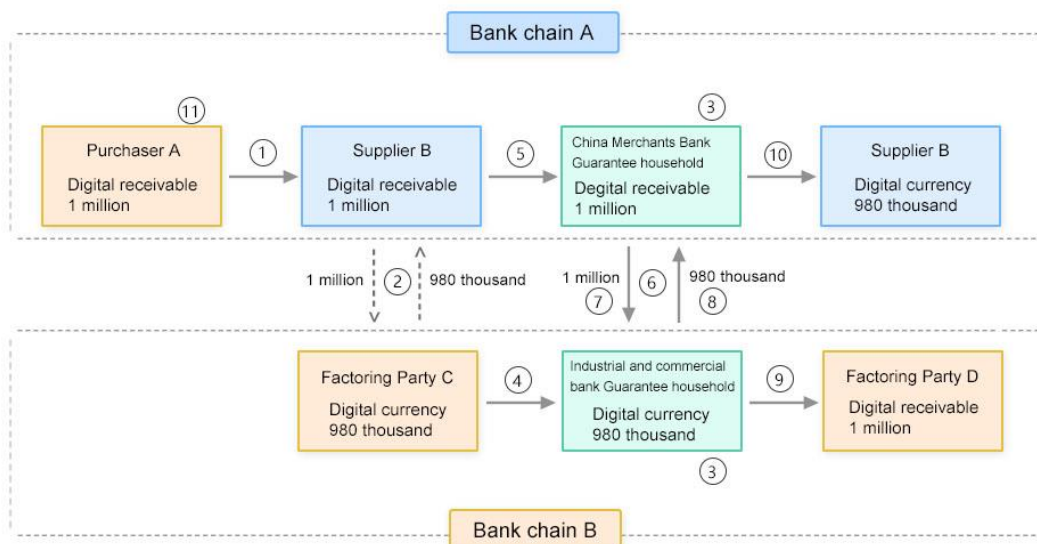 Bank chain A
⑪
③
Purchaser A
Digital receivable
1 million
①
Supplier B
Digital receivable
1 million
⑤
China Merchants Bank
Guarantee household
Degital receivable
1 million
⑩
Supplier B
Digital currency
980 thousand
1 million
②
980 thousand
1 million
⑦
⑥
980 thousand
⑧
Factoring Party C
Digital currency
980 thousand
④
Industrial and commercial
bank Guarantee household
Digital currency
980 thousand
③
⑨
Factoring Party D
Digital receivable
1 million
Bank chain B